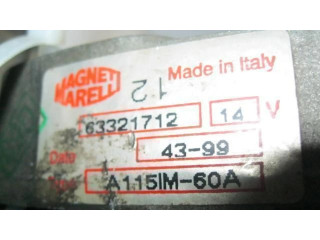 MAGNETI
MARELLI
Made in Italy
12
63321712 14 V
Date 43-99
Type A115IM-60A